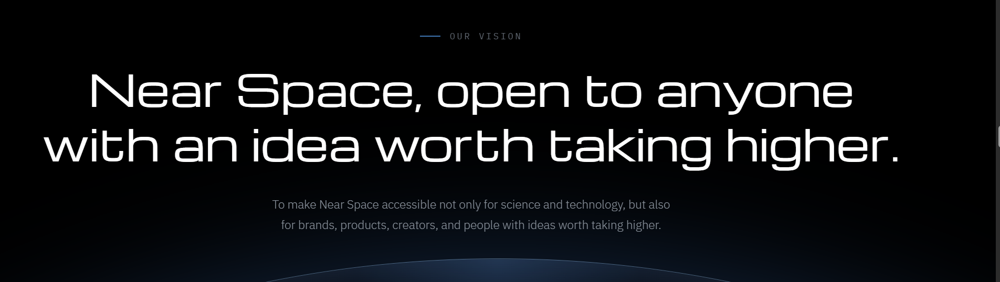 OUR VISION
Near Space, open to anyone
with an idea worth taking higher.
To make Near Space accessible not only for science and technology, but also
for brands, products, creators, and people with ideas worth taking higher.